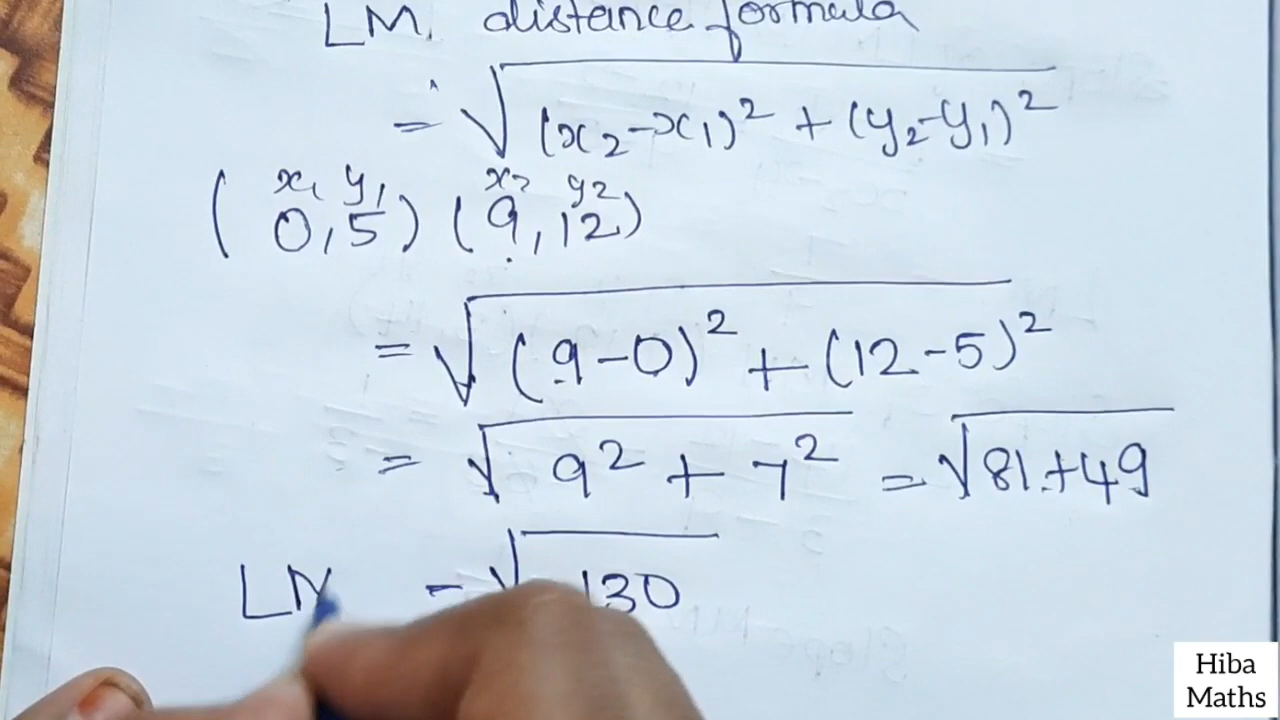 LM. distance formula
= √(x₂-x₁)² + (y₂-y₁)²
x₁ y₁ x₂ y₂
(0,5) (9,12)
= √(9-0)² + (12-5)²
= √9² + 7² = √81+49
LM = √130
Hiba
Maths